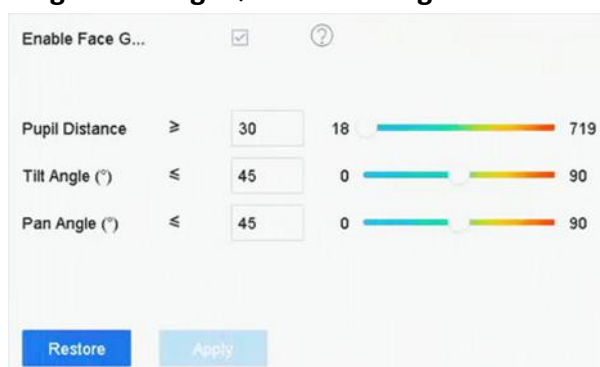 Enable Face G...
Pupil Distance ≥ 30 18 719
Tilt Angle (°) ≤ 45 0 90
Pan Angle (°) ≤ 45 0 90
Restore Apply